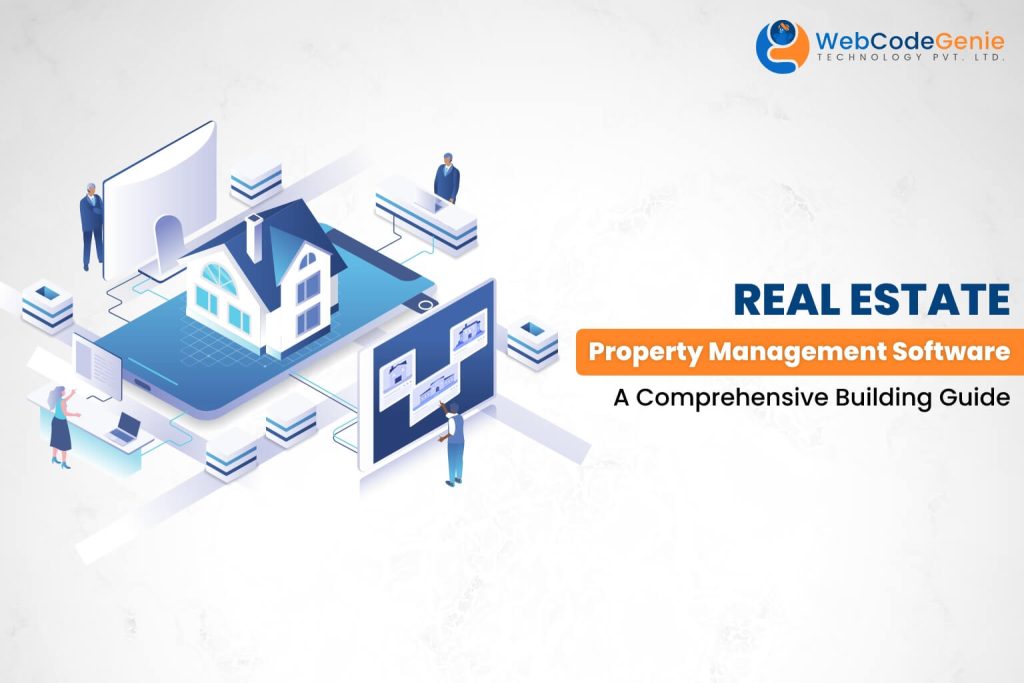 WebCodeGenie
TECHNOLOGY PVT. LTD.
REAL ESTATE
Property Management Software
A Comprehensive Building Guide